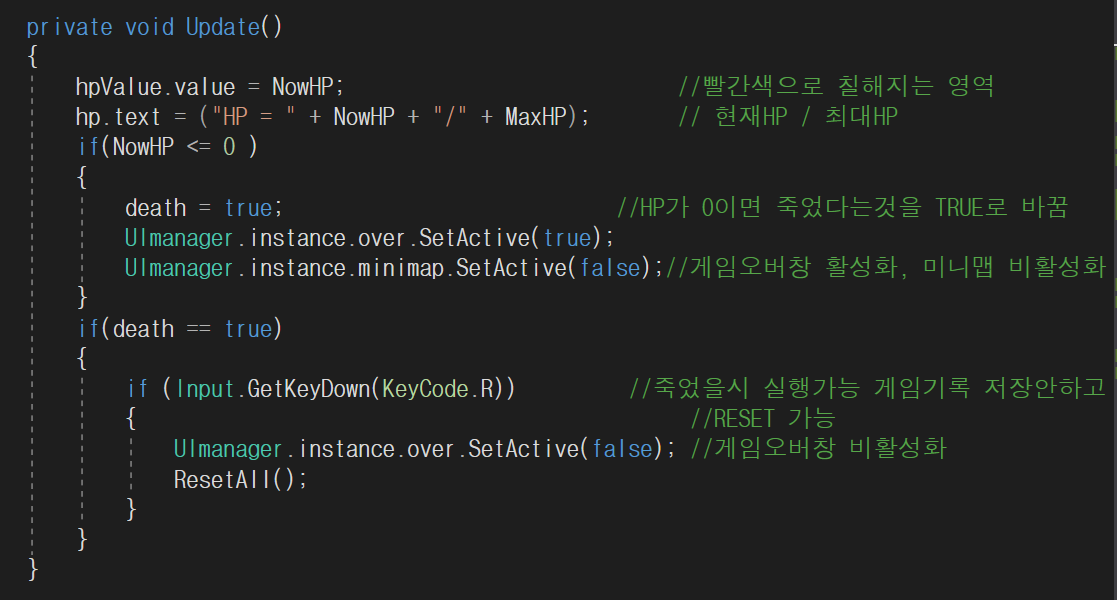 private void Update()
{
hpValue.value = NowHP; //빨간색으로 칠해지는 영역
hp.text = ("HP = " + NowHP + "/" + MaxHP); // 현재HP / 최대HP
if(NowHP <= 0 )
{
death = true; //HP가 0이면 죽었다는것을 TRUE로 바꿈
UImanager.instance.over.SetActive(true);
UImanager.instance.minimap.SetActive(false);//게임오버창 활성화, 미니맵 비활성화
}
if(death == true)
{
if (Input.GetKeyDown(KeyCode.R)) //죽었을시 실행가능 게임기록 저장안하고
{ //RESET 가능
UImanager.instance.over.SetActive(false); //게임오버창 비활성화
ResetAll();
}
}
}